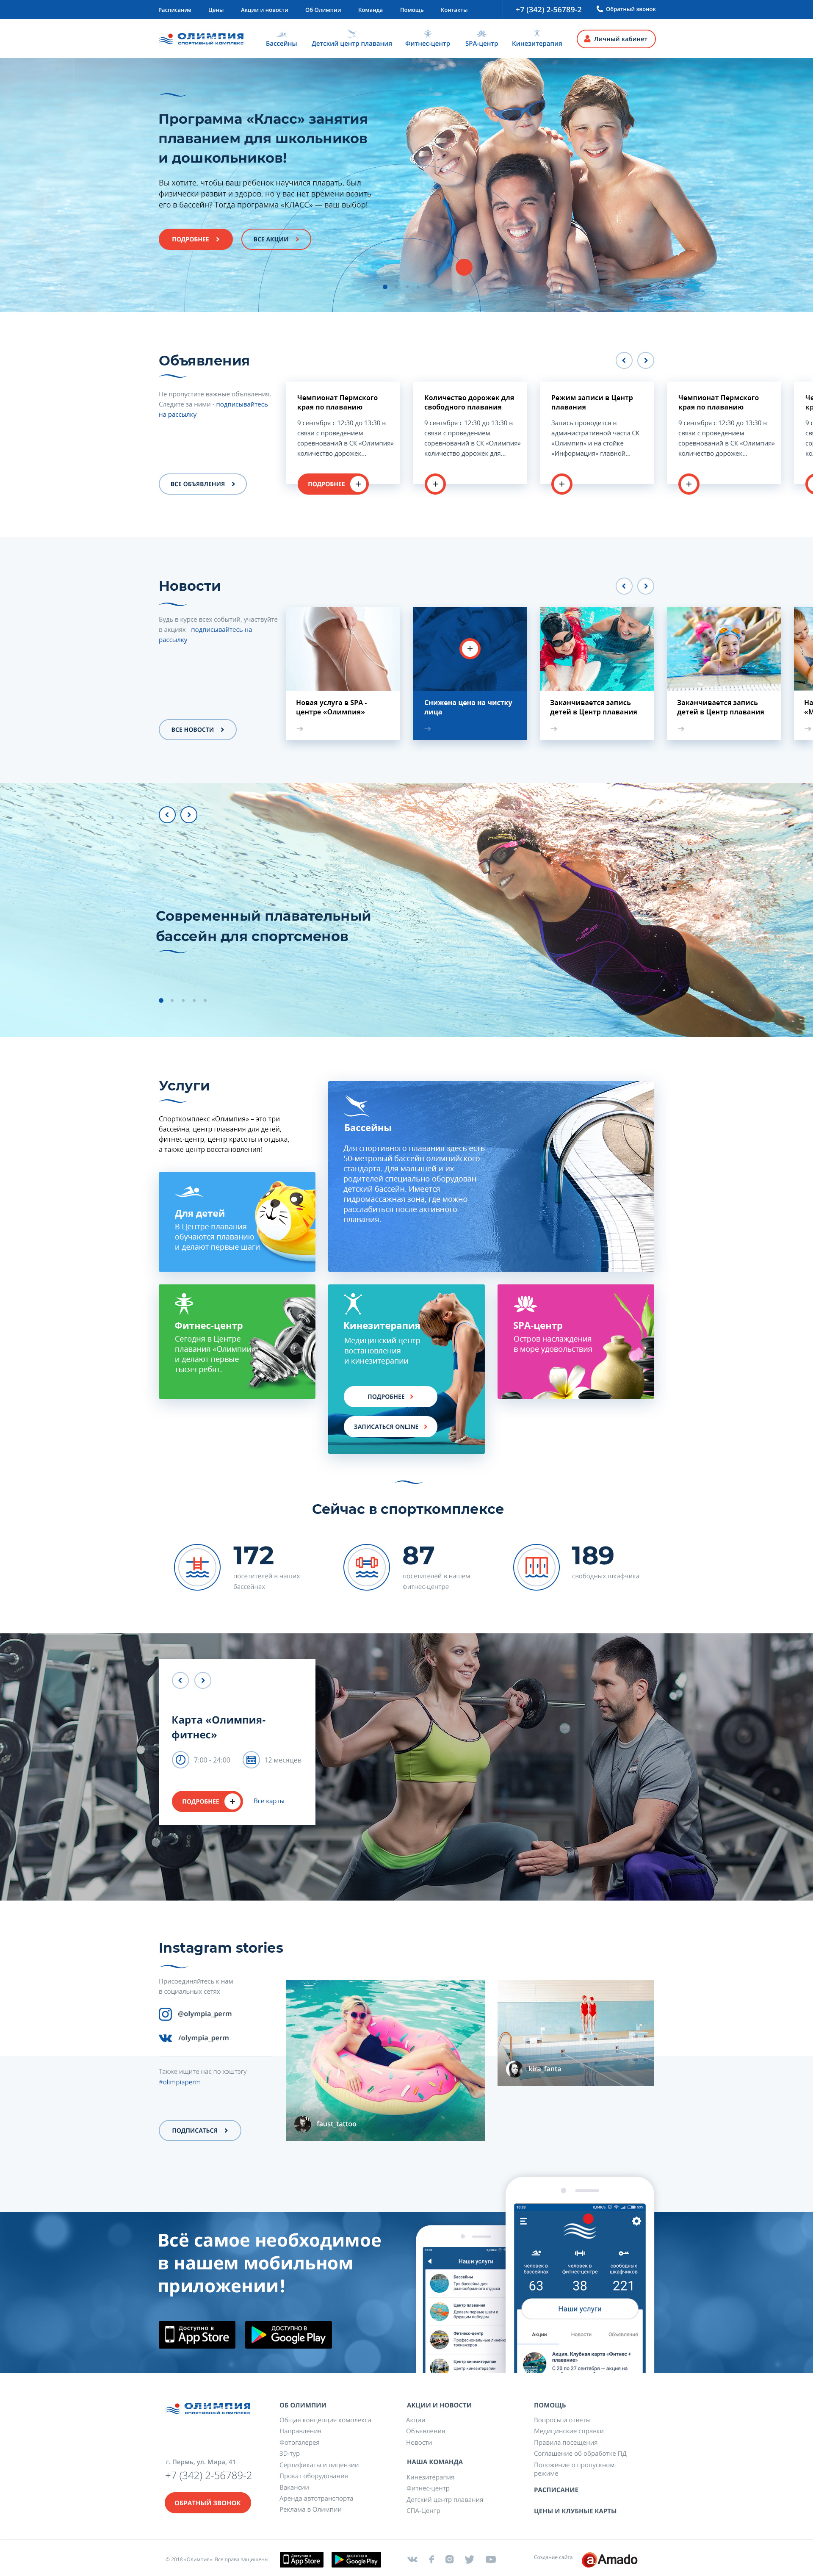 Расписание
Цены
Акции и новости
Об Олимпии
Команда
Помощь
Контакты
+7 (342) 2-56789-2
Обратный звонок
ОЛИМПИЯ
СПОРТИВНЫЙ КОМПЛЕКС
Бассейны
Детский центр плавания
Фитнес-центр
SPA-центр
Кинезитерапия
Личный кабинет
Программа «Класс» занятия
плаванием для школьников
и дошкольников!
Вы хотите, чтобы ваш ребенок научился плавать, был
физически развит и здоров, но у вас нет времени возить
его в бассейн? Тогда программа «КЛАСС» — ваш выбор!
ПОДРОБНЕЕ
ВСЕ АКЦИИ
Объявления
Не пропустите важные объявления.
Следите за ними - подписывайтесь
на рассылку
ВСЕ ОБЪЯВЛЕНИЯ
Чемпионат Пермского
края по плаванию
9 сентября с 12:30 до 13:30 в
связи с проведением
соревнований в СК «Олимпия»
количество дорожек...
ПОДРОБНЕЕ
Количество дорожек для
свободного плавания
9 сентября с 12:30 до 13:30 в
связи с проведением
соревнований в СК «Олимпия»
количество дорожек для...
Режим записи в Центр
плавания
Запись проводится в
административной части СК
«Олимпия» и на стойке
«Информация» главной...
Чемпионат Пермского
края по плаванию
9 сентября с 12:30 до 13:30 в
связи с проведением
соревнований в СК «Олимпия»
количество дорожек...
Новости
Будь в курсе всех событий, участвуйте
в акциях - подписывайтесь на
рассылку
ВСЕ НОВОСТИ
Новая услуга в SPA -
центре «Олимпия»
Снижена цена на чистку
лица
Заканчивается запись
детей в Центр плавания
Заканчивается запись
детей в Центр плавания
Современный плавательный
бассейн для спортсменов
Услуги
Спорткомплекс «Олимпия» – это три
бассейна, центр плавания для детей,
фитнес-центр, центр красоты и отдыха,
а также центр восстановления!
Бассейны
Для спортивного плавания здесь есть
50-метровый бассейн олимпийского
стандарта. Для малышей и их
родителей специально оборудован
детский бассейн. Имеется
гидромассажная зона, где можно
расслабиться после активного
плавания.
Для детей
В Центре плавания
обучаются плаванию
и делают первые шаги
Фитнес-центр
Сегодня в Центре
плавания «Олимпии»
и делают первые
тысяч ребят.
Кинезитерапия
Медицинский центр
востановления
и кинезитерапии
ПОДРОБНЕЕ
ЗАПИСАТЬСЯ ONLINE
SPA-центр
Остров наслаждения
в море удовольствия
Сейчас в спорткомплексе
172
посетителей в наших
бассейнах
87
посетителей в нашем
фитнес-центре
189
свободных шкафчика
Карта «Олимпия-
фитнес»
7:00 - 24:00
12 месяцев
ПОДРОБНЕЕ
Все карты
Instagram stories
Присоединяйтесь к нам
в социальных сетях
@olympia_perm
/olympia_perm
Также ищите нас по хэштэгу
#olimpiaperm
ПОДПИСАТЬСЯ
faust_tattoo
kira_fanta
Всё самое необходимое
в нашем мобильном
приложении!
Доступно в
App Store
ДОСТУПНО В
Google Play
Наши услуги
Бассейны
Три бассейна для
разнообразного отдыха
Центр плавания
Делаем первые шаги к
будущим победам
Фитнес-центр
Профессиональные линейки
тренажеров
Центр кинезитерапии
Центр кинезитерапии
человек в
бассейнах
63
человек в
фитнес-центре
38
свободных
шкафчиков
221
Наши услуги
Акции
Новости
Объявления
Акция. Клубная карта «Фитнес +
плавание»
С 20 по 27 сентября — акция на
ОЛИМПИЯ
СПОРТИВНЫЙ КОМПЛЕКС
г. Пермь, ул. Мира, 41
+7 (342) 2-56789-2
ОБРАТНЫЙ ЗВОНОК
ОБ ОЛИМПИИ
Общая концепция комплекса
Направления
Фотогалерея
3D-тур
Сертификаты и лицензии
Прокат оборудования
Вакансии
Аренда автотранспорта
Реклама в Олимпии
АКЦИИ И НОВОСТИ
Акции
Объявления
Новости
НАША КОМАНДА
Кинезитерапия
Фитнес-центр
Детский центр плавания
СПА-Центр
ПОМОЩЬ
Вопросы и ответы
Медицинские справки
Правила посещения
Соглашение об обработке ПД
Положение о пропускном
режиме
РАСПИСАНИЕ
ЦЕНЫ И КЛУБНЫЕ КАРТЫ
© 2018 «Олимпия». Все права защищены.
Доступно в
App Store
ДОСТУПНО В
Google Play
Создание сайта
Amado